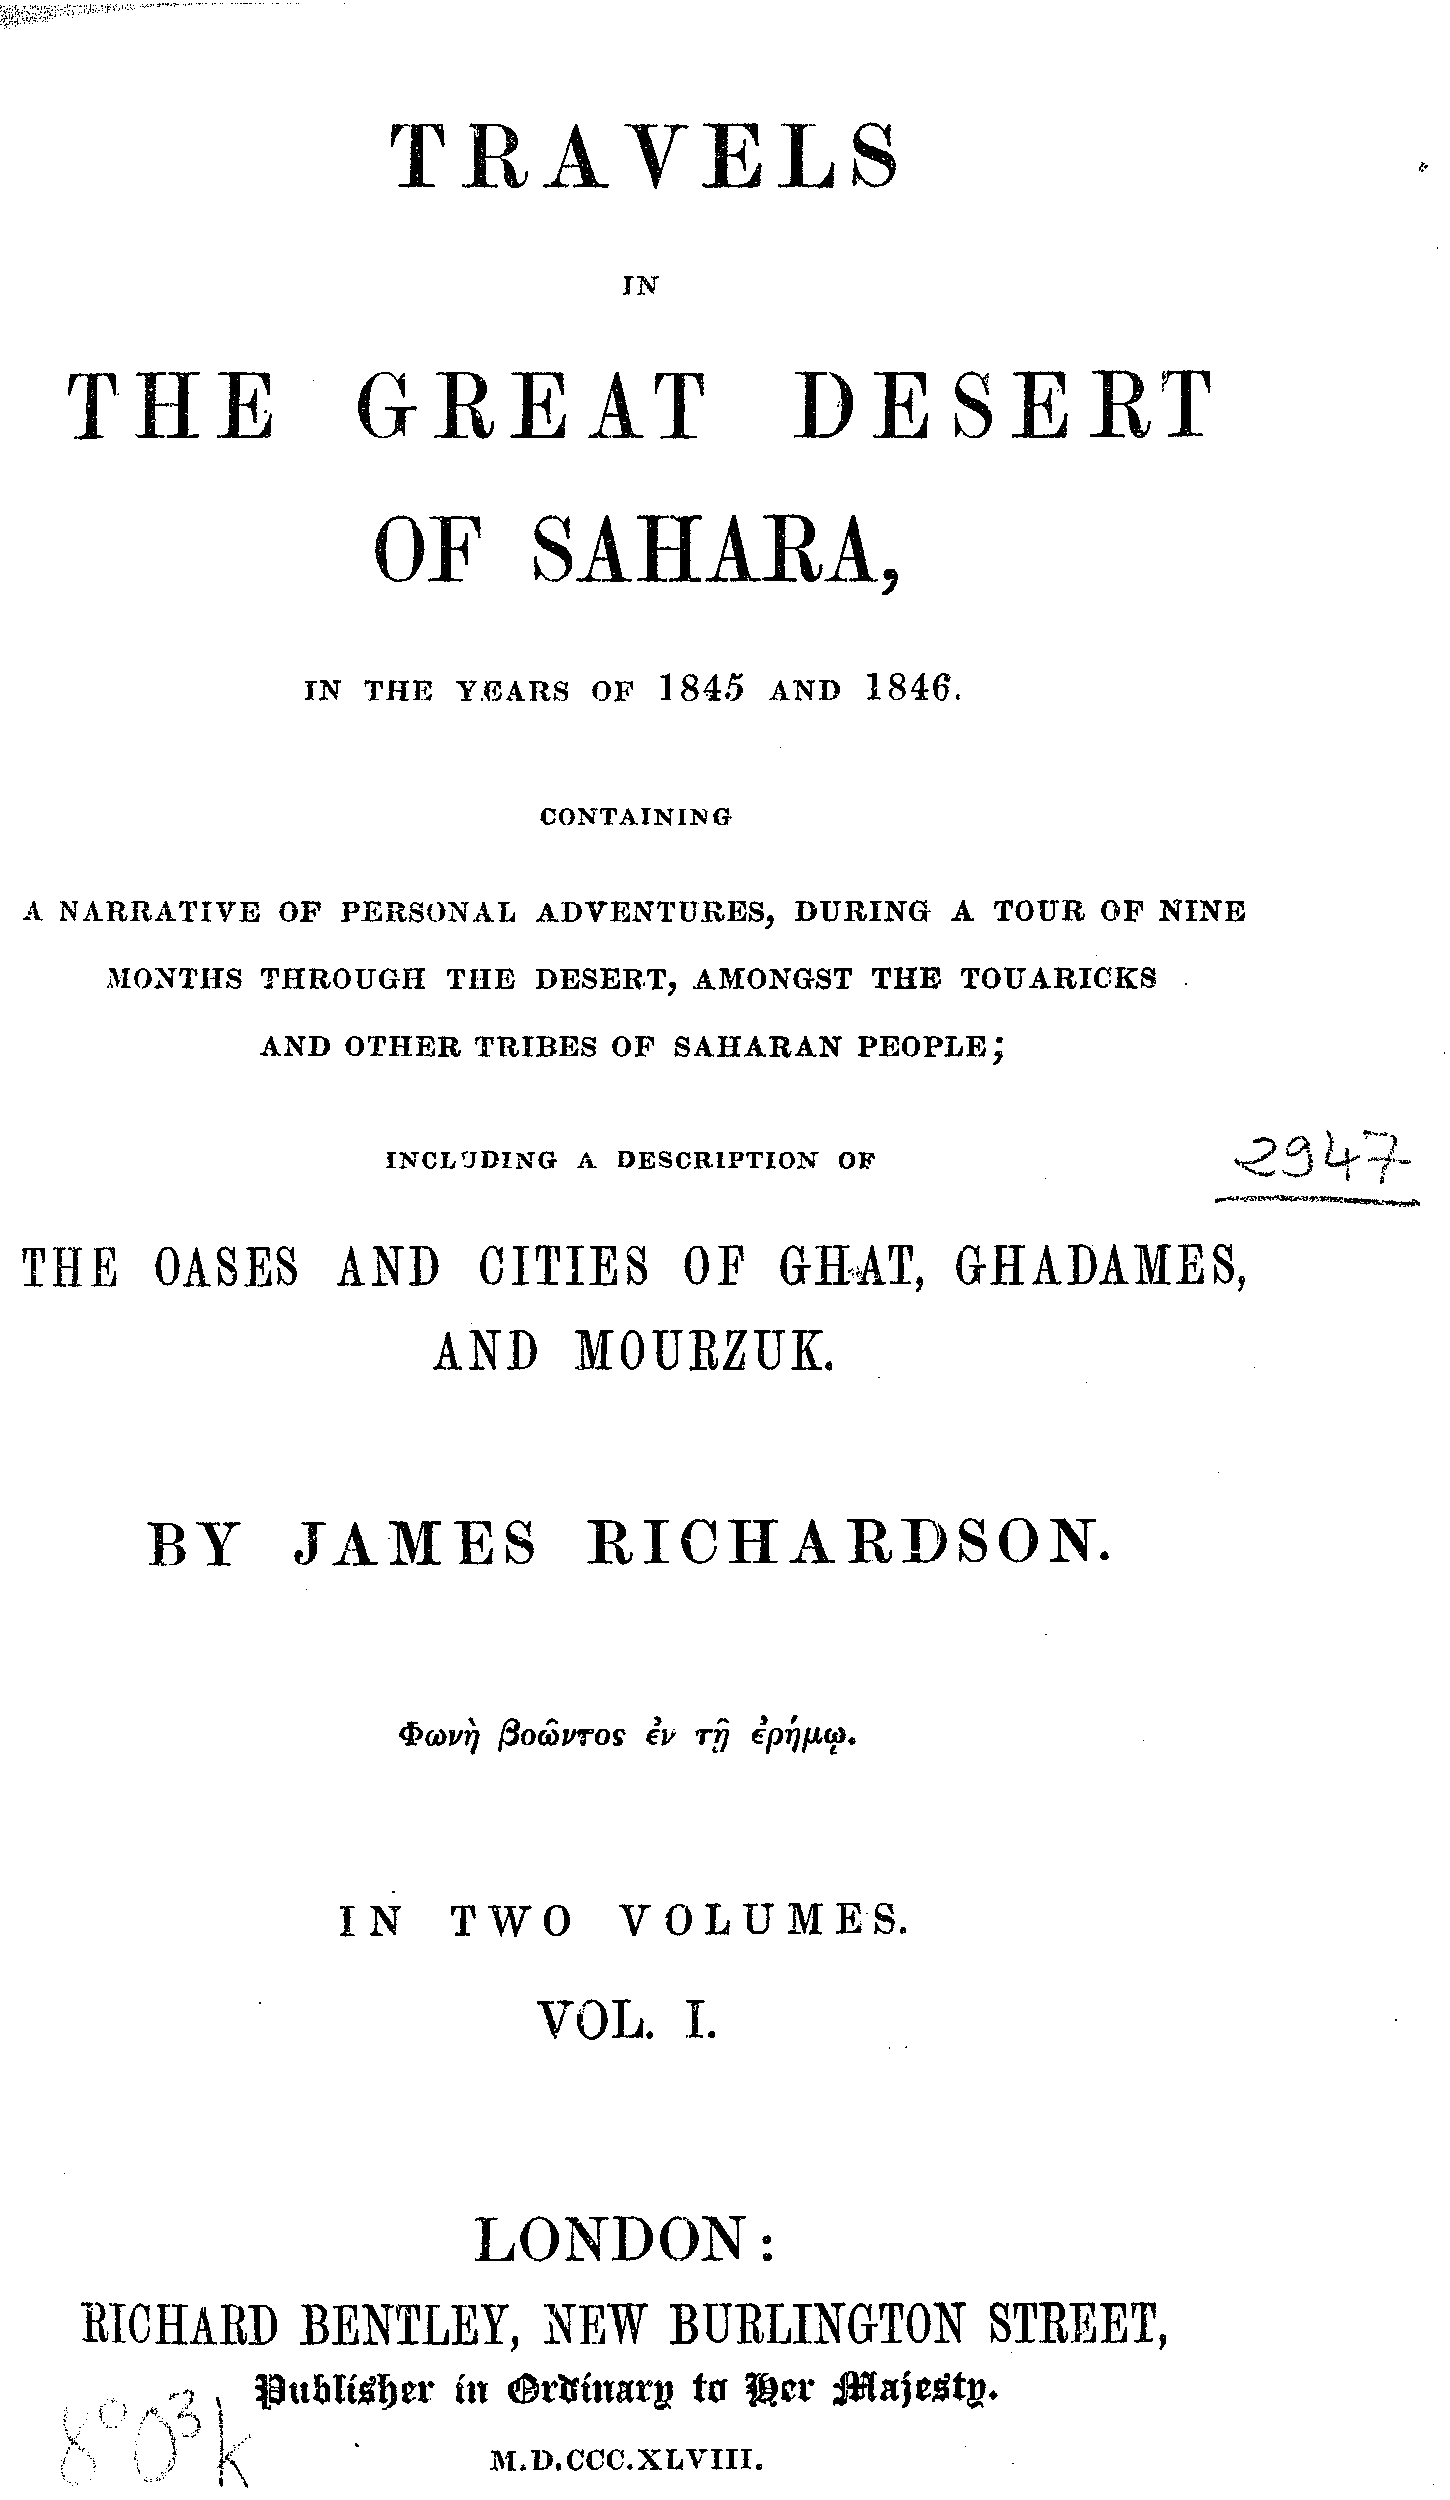 TRAVELS
IN
THE GREAT DESERT
OF SAHARA,
IN THE YEARS OF 1845 AND 1846.
CONTAINING
A NARRATIVE OF PERSONAL ADVENTURES, DURING A TOUR OF NINE
MONTHS THROUGH THE DESERT, AMONGST THE TOUARICKS
AND OTHER TRIBES OF SAHARAN PEOPLE;
INCLUDING A DESCRIPTION OF
2947
THE OASES AND CITIES OF GHAT, GHADAMES,
AND MOURZUK.
BY JAMES RICHARDSON.
Φωνὴ βοῶντος ἐν τῇ ἐρήμῳ.
IN TWO VOLUMES.
VOL. I.
LONDON:
RICHARD BENTLEY, NEW BURLINGTON STREET,
Publisher in Ordinary to Her Majesty.
M.D.CCC.XLVIII.